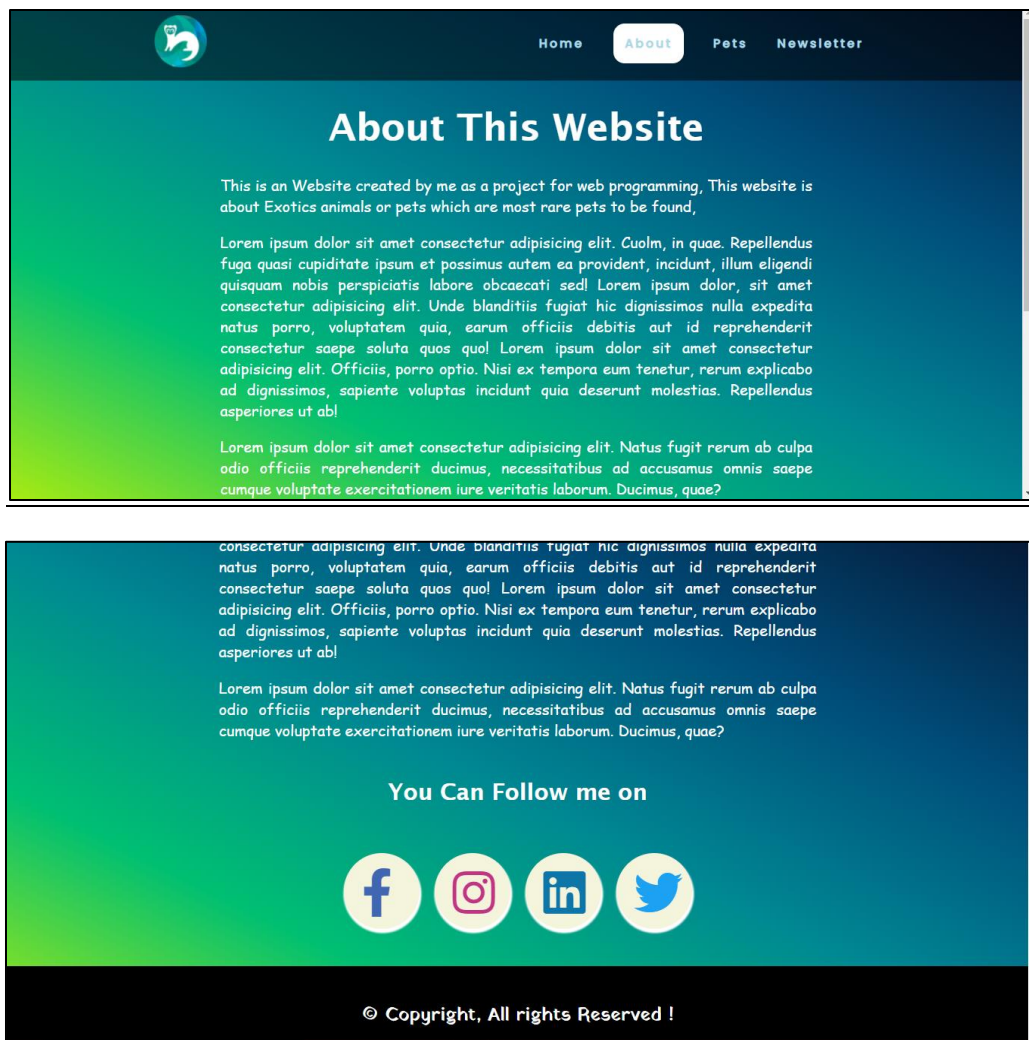 Home About Pets Newsletter
About This Website
This is an Website created by me as a project for web programming, This website is
about Exotics animals or pets which are most rare pets to be found,
Lorem ipsum dolor sit amet consectetur adipisicing elit. Cuolm, in quae. Repellendus
fuga quasi cupiditate ipsum et possimus autem ea provident, incidunt, illum eligendi
quisquam nobis perspiciatis labore obcaecati sed! Lorem ipsum dolor, sit amet
consectetur adipisicing elit. Unde blanditiis fugiat hic dignissimos nulla expedita
natus porro, voluptatem quia, earum officiis debitis aut id reprehenderit
consectetur saepe soluta quos quo! Lorem ipsum dolor sit amet consectetur
adipisicing elit. Officiis, porro optio. Nisi ex tempora eum tenetur, rerum explicabo
ad dignissimos, sapiente voluptas incidunt quia deserunt molestias. Repellendus
asperiores ut ab!
Lorem ipsum dolor sit amet consectetur adipisicing elit. Natus fugit rerum ab culpa
odio officiis reprehenderit ducimus, necessitatibus ad accusamus omnis saepe
cumque voluptate exercitationem iure veritatis laborum. Ducimus, quae?
consectetur adipisicing elit. Unde blanditiis fugiat hic dignissimos nulla expedita
natus porro, voluptatem quia, earum officiis debitis aut id reprehenderit
consectetur saepe soluta quos quo! Lorem ipsum dolor sit amet consectetur
adipisicing elit. Officiis, porro optio. Nisi ex tempora eum tenetur, rerum explicabo
ad dignissimos, sapiente voluptas incidunt quia deserunt molestias. Repellendus
asperiores ut ab!
Lorem ipsum dolor sit amet consectetur adipisicing elit. Natus fugit rerum ab culpa
odio officiis reprehenderit ducimus, necessitatibus ad accusamus omnis saepe
cumque voluptate exercitationem iure veritatis laborum. Ducimus, quae?
You Can Follow me on
© Copyright, All rights Reserved !